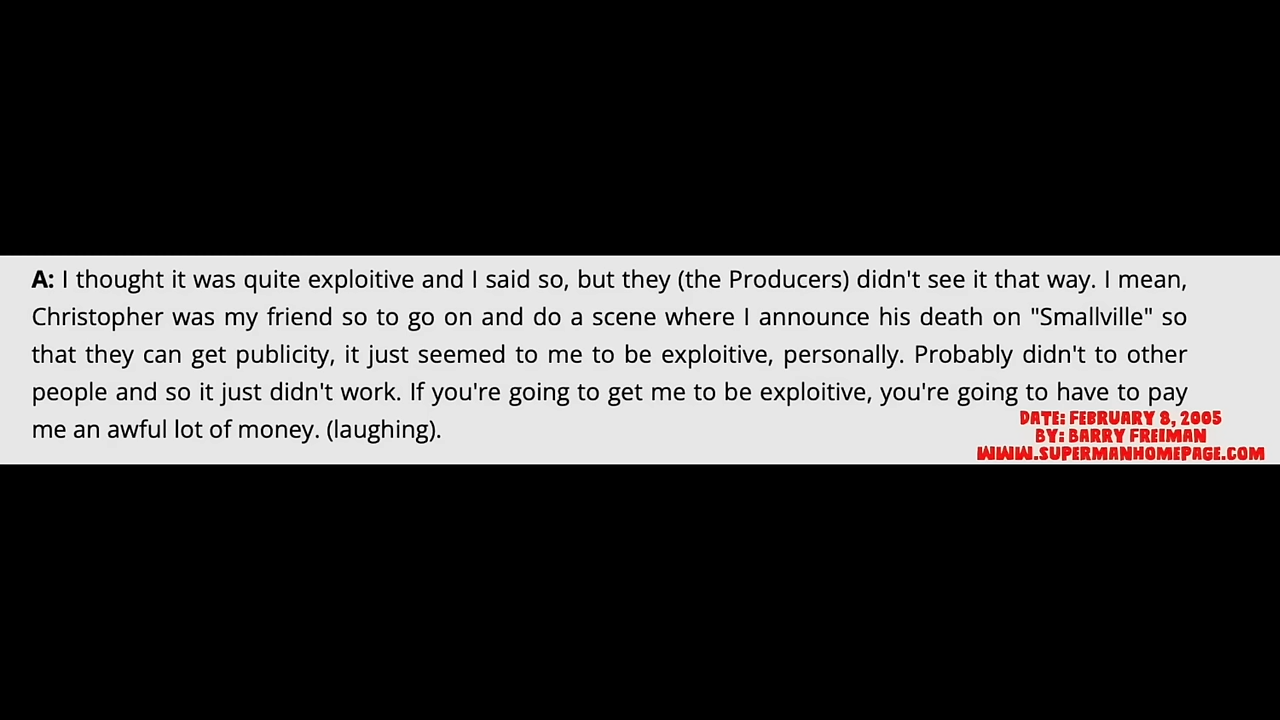 A: I thought it was quite exploitive and I said so, but they (the Producers) didn't see it that way. I mean,
Christopher was my friend so to go on and do a scene where I announce his death on "Smallville" so
that they can get publicity, it just seemed to me to be exploitive, personally. Probably didn't to other
people and so it just didn't work. If you're going to get me to be exploitive, you're going to have to pay
me an awful lot of money. (laughing).
DATE: FEBRUARY 8, 2005
BY: BARRY FREIMAN
WWW.SUPERMANHOMEPAGE.COM